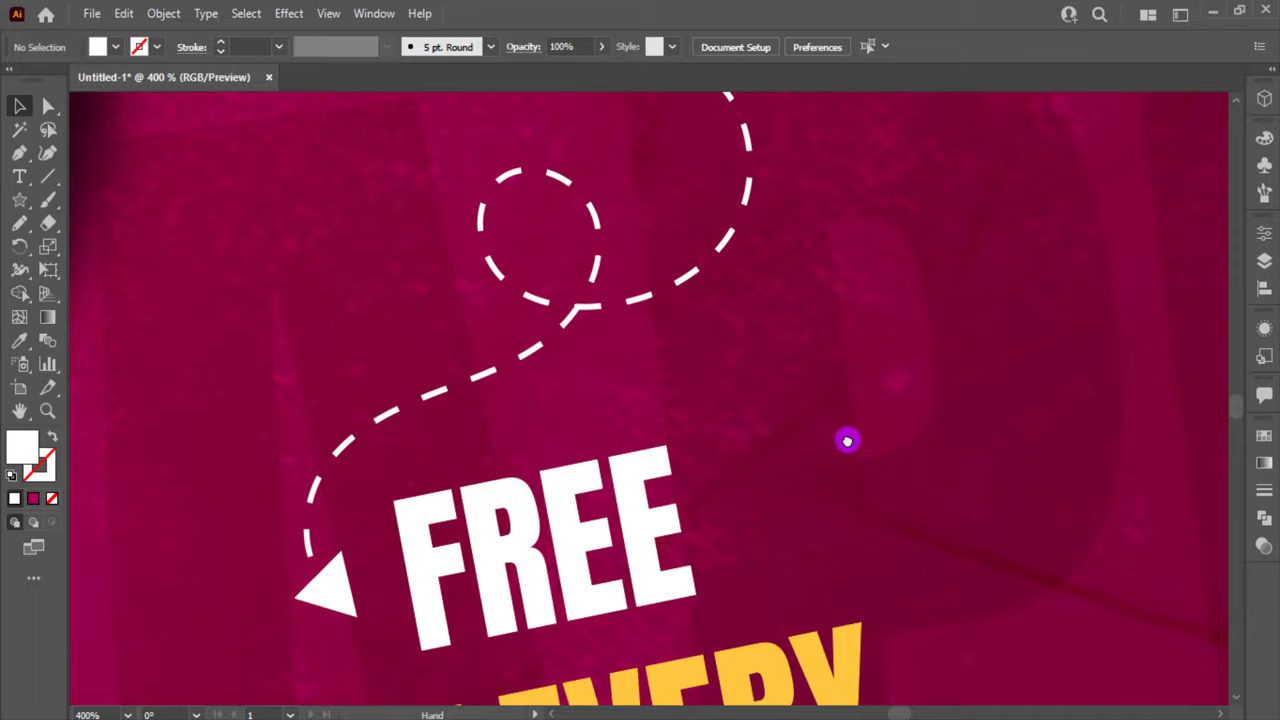 Ai File Edit Object Type Select Effect View Window Help
No Selection Stroke: 5 pt. Round Opacity: 100% Style: Document Setup Preferences
Untitled-1* @ 400 % (RGB/Preview) ×
FREE
EVERY
400% 0° 1 Hand